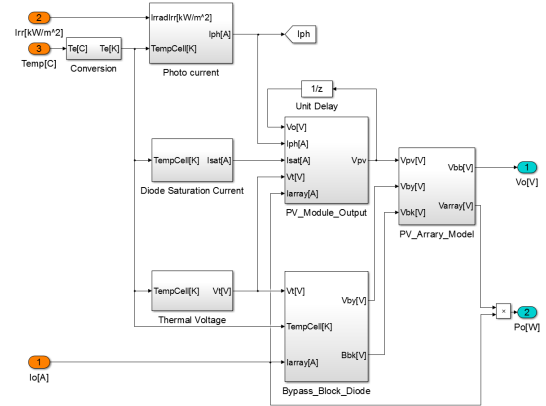 2
Irr[kW/m^2]
3
Temp[C]
Te[C] Te[K]
Conversion
IrradIrr[kW/m^2]
Iph[A]
TempCell[K]
Photo current
Iph
1/z
Unit Delay
TempCell[K] Isat[A]
Diode Saturation Current
Vo[V]
Iph[A]
Isat[A] Vpv[V]
Vt[V]
Iarray[A]
PV_Module_Output
Vpv[V]
Vbb[V]
Vby[V]
Varray[V]
Vbk[V]
PV_Arrary_Model
1
Vo[V]
×
2
Po[W]
TempCell[K] Vt[V]
Thermal Voltage
Vt[V]
Vby[V]
TempCell[K]
Bbk[V]
Iarray[A]
Bypass_Block_Diode
1
Io[A]